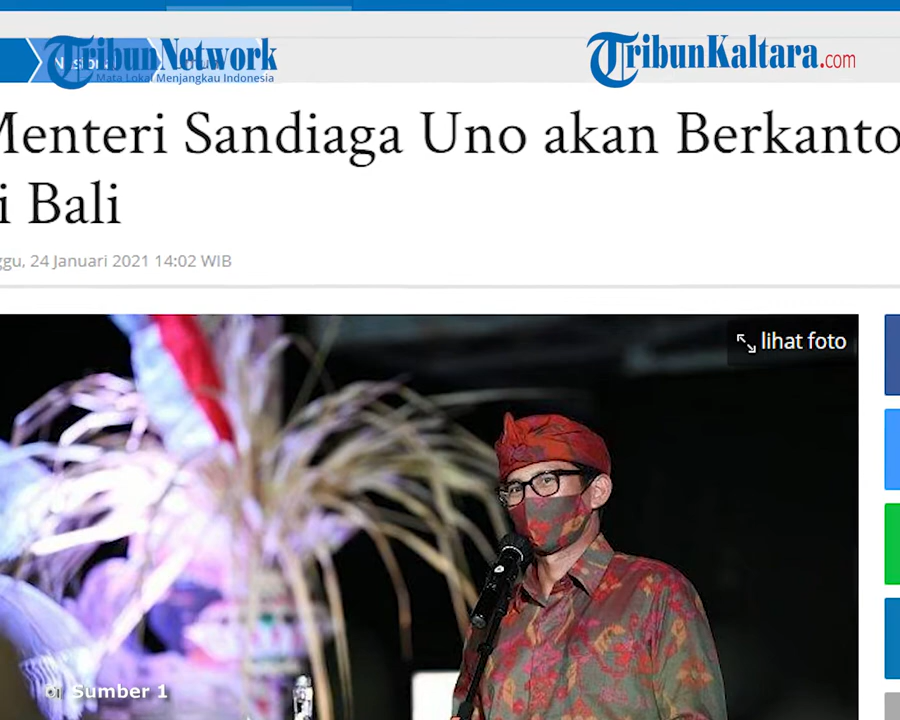 TribunNetwork
Mata Lokal Menjangkau Indonesia
TribunKaltara.com
Menteri Sandiaga Uno akan Berkanto
i Bali
ggu, 24 Januari 2021 14:02 WIB
lihat foto
Sumber 1